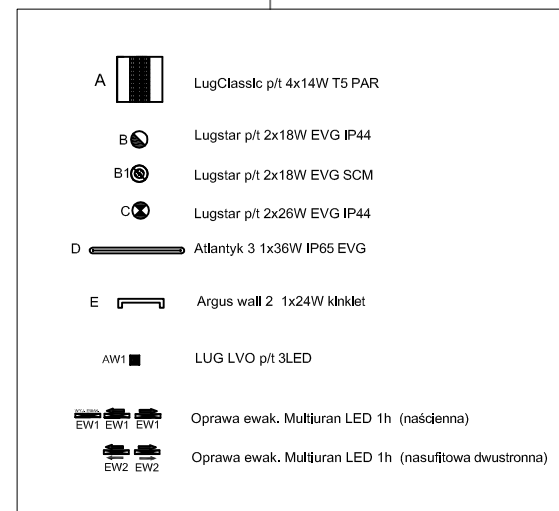 A LugClassic p/t 4x14W T5 PAR
B Lugstar p/t 2x18W EVG IP44
B1 Lugstar p/t 2x18W EVG SCM
C Lugstar p/t 2x26W EVG IP44
D Atlantyk 3 1x36W IP65 EVG
E Argus wall 2 1x24W kinkiet
AW1 LUG LVO p/t 3LED
EW1 EW1 EW1 Oprawa ewak. Multiuran LED 1h (naścienna)
EW2 EW2 Oprawa ewak. Multiuran LED 1h (nasufitowa dwustronna)